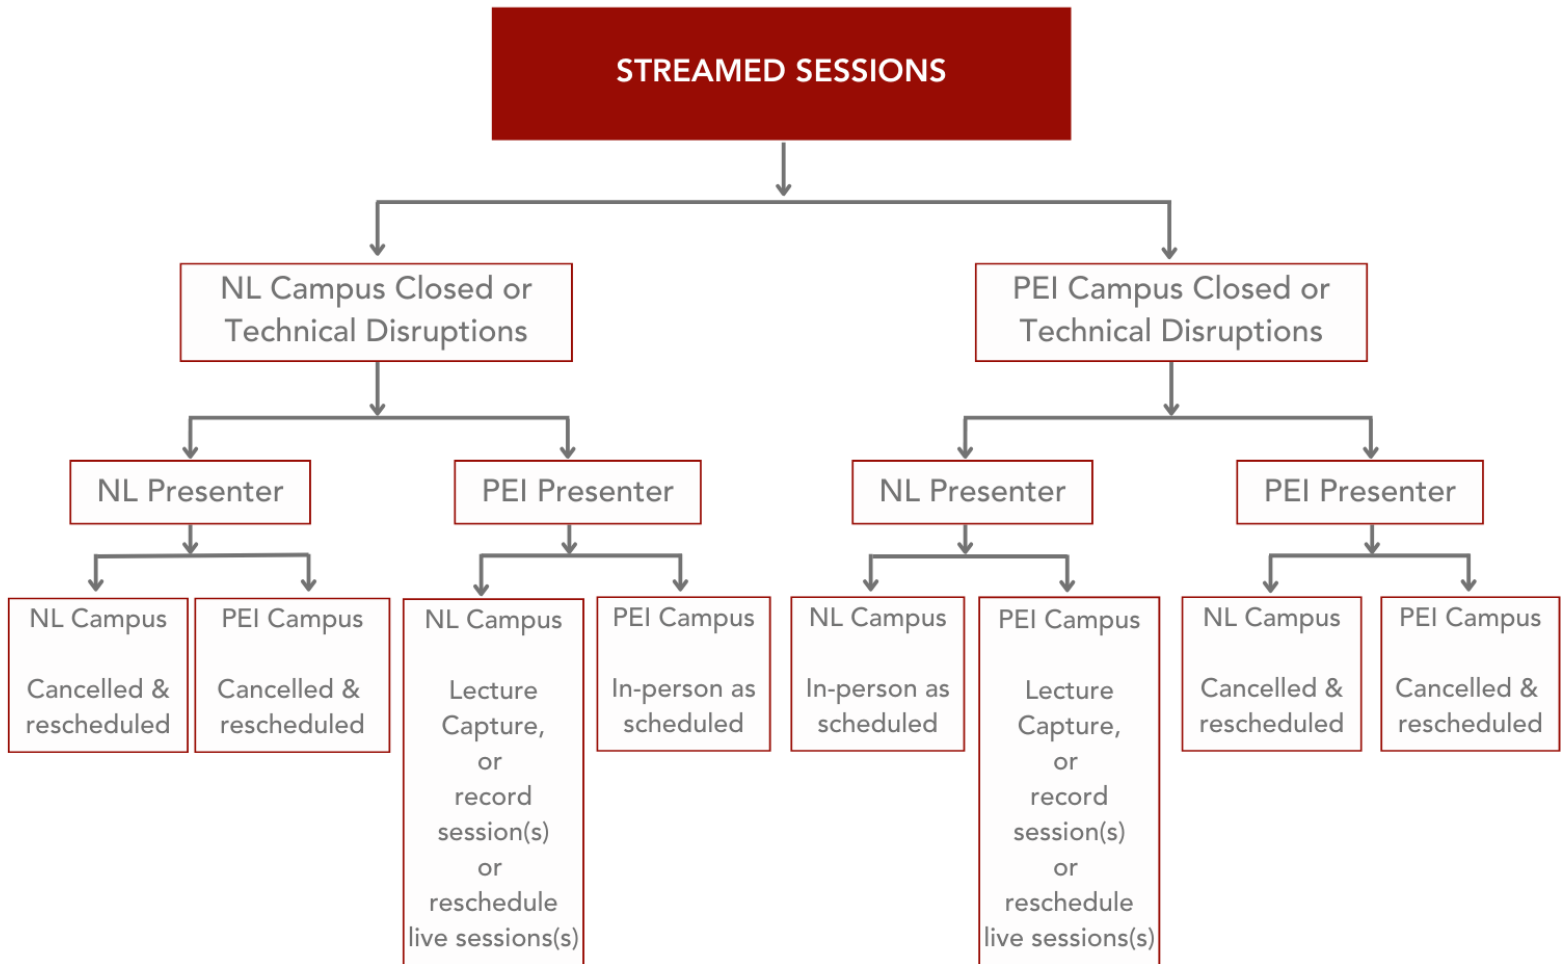 STREAMED SESSIONS
NL Campus Closed or
Technical Disruptions
PEI Campus Closed or
Technical Disruptions
NL Presenter
PEI Presenter
NL Presenter
PEI Presenter
NL Campus
Cancelled &
rescheduled
PEI Campus
Cancelled &
rescheduled
NL Campus
Lecture
Capture,
or
record
session(s)
or
reschedule
live sessions(s)
PEI Campus
In-person as
scheduled
NL Campus
In-person as
scheduled
PEI Campus
Lecture
Capture,
or
record
session(s)
or
reschedule
live sessions(s)
NL Campus
Cancelled &
rescheduled
PEI Campus
Cancelled &
rescheduled